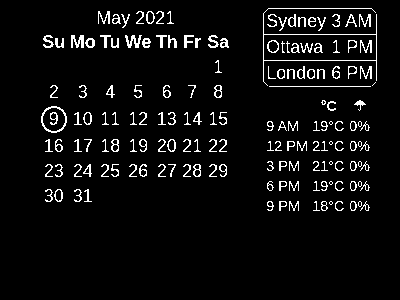 May 2021
Su Mo Tu We Th Fr Sa
1
2 3 4 5 6 7 8
9 10 11 12 13 14 15
16 17 18 19 20 21 22
23 24 25 26 27 28 29
30 31
Sydney 3 AM
Ottawa 1 PM
London 6 PM
°C ☂
9 AM 19°C 0%
12 PM 21°C 0%
3 PM 21°C 0%
6 PM 19°C 0%
9 PM 18°C 0%